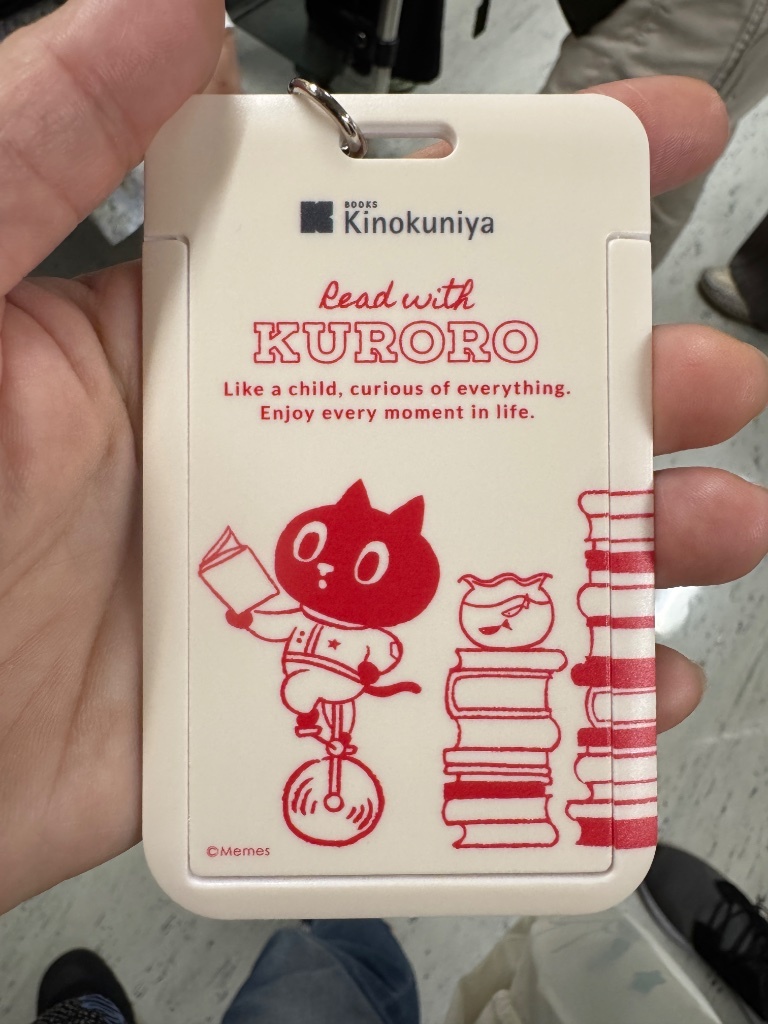 BOOKS
Kinokuniya
Read with
KURORO
Like a child, curious of everything.
Enjoy every moment in life.
©Memes